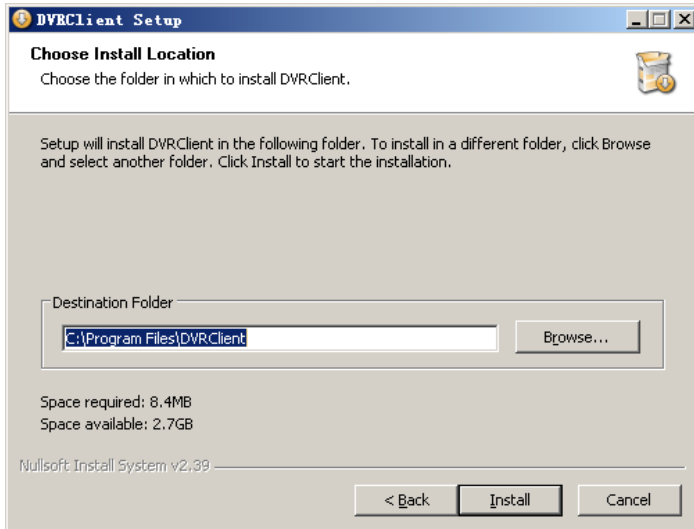 DVRClient Setup
Choose Install Location
Choose the folder in which to install DVRClient.
Setup will install DVRClient in the following folder. To install in a different folder, click Browse
and select another folder. Click Install to start the installation.
Destination Folder
C:\Program Files\DVRClient
Browse...
Space required: 8.4MB
Space available: 2.7GB
Nullsoft Install System v2.39
< Back
Install
Cancel